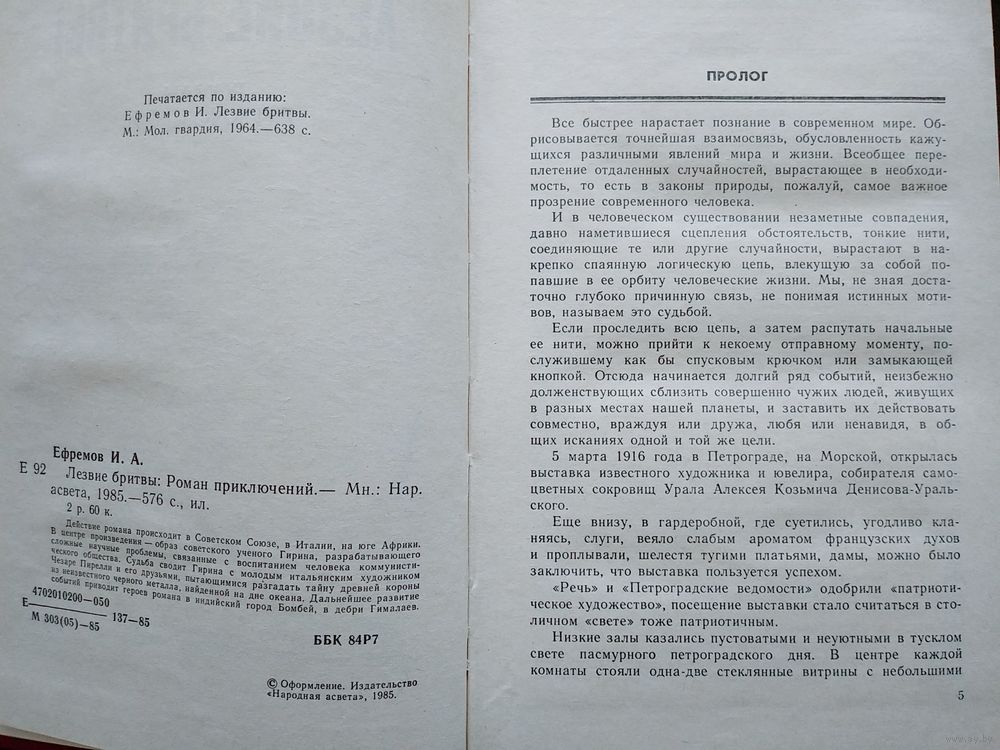 Печатается по изданию:
Ефремов И. Лезвие бритвы.
М.: Мол. гвардия, 1964.—638 с.
Ефремов И. А.
Е 92
Лезвие бритвы: Роман приключений.— Мн.: Нар.
асвета, 1985.—576 с., ил.
2 р. 60 к.
Действие романа происходит в Советском Союзе, в Италии, на юге Африки.
В центре произведения — образ советского ученого Гирина, разрабатывающего
сложные научные проблемы, связанные с воспитанием человека коммунисти-
ческого общества. Судьба сводит Гирина с молодым итальянским художником
Чезаре Пирелли и его друзьями, пытающимися разгадать тайну древней короны
из неизвестного черного металла, найденной на дне океана. Дальнейшее развитие
событий приводит героев романа в индийский город Бомбей, в дебри Гималаев.
4702010200—050
Е 137—85
М 303(05)—85
ББК 84Р7
© Оформление. Издательство
«Народная асвета», 1985.
ПРОЛОГ
Все быстрее нарастает познание в современном мире. Об-
рисовывается точнейшая взаимосвязь, обусловленность кажу-
щихся различными явлений мира и жизни. Всеобщее пере-
плетение отдаленных случайностей, вырастающее в необходи-
мость, то есть в законы природы, пожалуй, самое важное
прозрение современного человека.
И в человеческом существовании незаметные совпадения,
давно наметившиеся сцепления обстоятельств, тонкие нити,
соединяющие те или другие случайности, вырастают в на-
крепко спаянную логическую цепь, влекущую за собой по-
павшие в ее орбиту человеческие жизни. Мы, не зная доста-
точно глубоко причинную связь, не понимая истинных моти-
вов, называем это судьбой.
Если проследить всю цепь, а затем распутать начальные
ее нити, можно прийти к некоему отправному моменту, по-
служившему как бы спусковым крючком или замыкающей
кнопкой. Отсюда начинается долгий ряд событий, неизбежно
долженствующих сблизить совершенно чужих людей, живущих
в разных местах нашей планеты, и заставить их действовать
совместно, враждуя или дружа, любя или ненавидя, в об-
щих исканиях одной и той же цели.
5 марта 1916 года в Петрограде, на Морской, открылась
выставка известного художника и ювелира, собирателя само-
цветных сокровищ Урала Алексея Козьмича Денисова-Ураль-
ского.
Еще внизу, в гардеробной, где суетились, угодливо кла-
няясь, слуги, веяло слабым ароматом французских духов
и проплывали, шелестя тугими платьями, дамы, можно было
заключить, что выставка пользуется успехом.
«Речь» и «Петроградские ведомости» одобрили «патриоти-
ческое художество», посещение выставки стало считаться в сто-
личном «свете» тоже патриотичным.
Низкие залы казались пустоватыми и неуютными в тусклом
свете пасмурного петроградского дня. В центре каждой
комнаты стояли одна-две стеклянные витрины с небольшими
5
www.ay.by